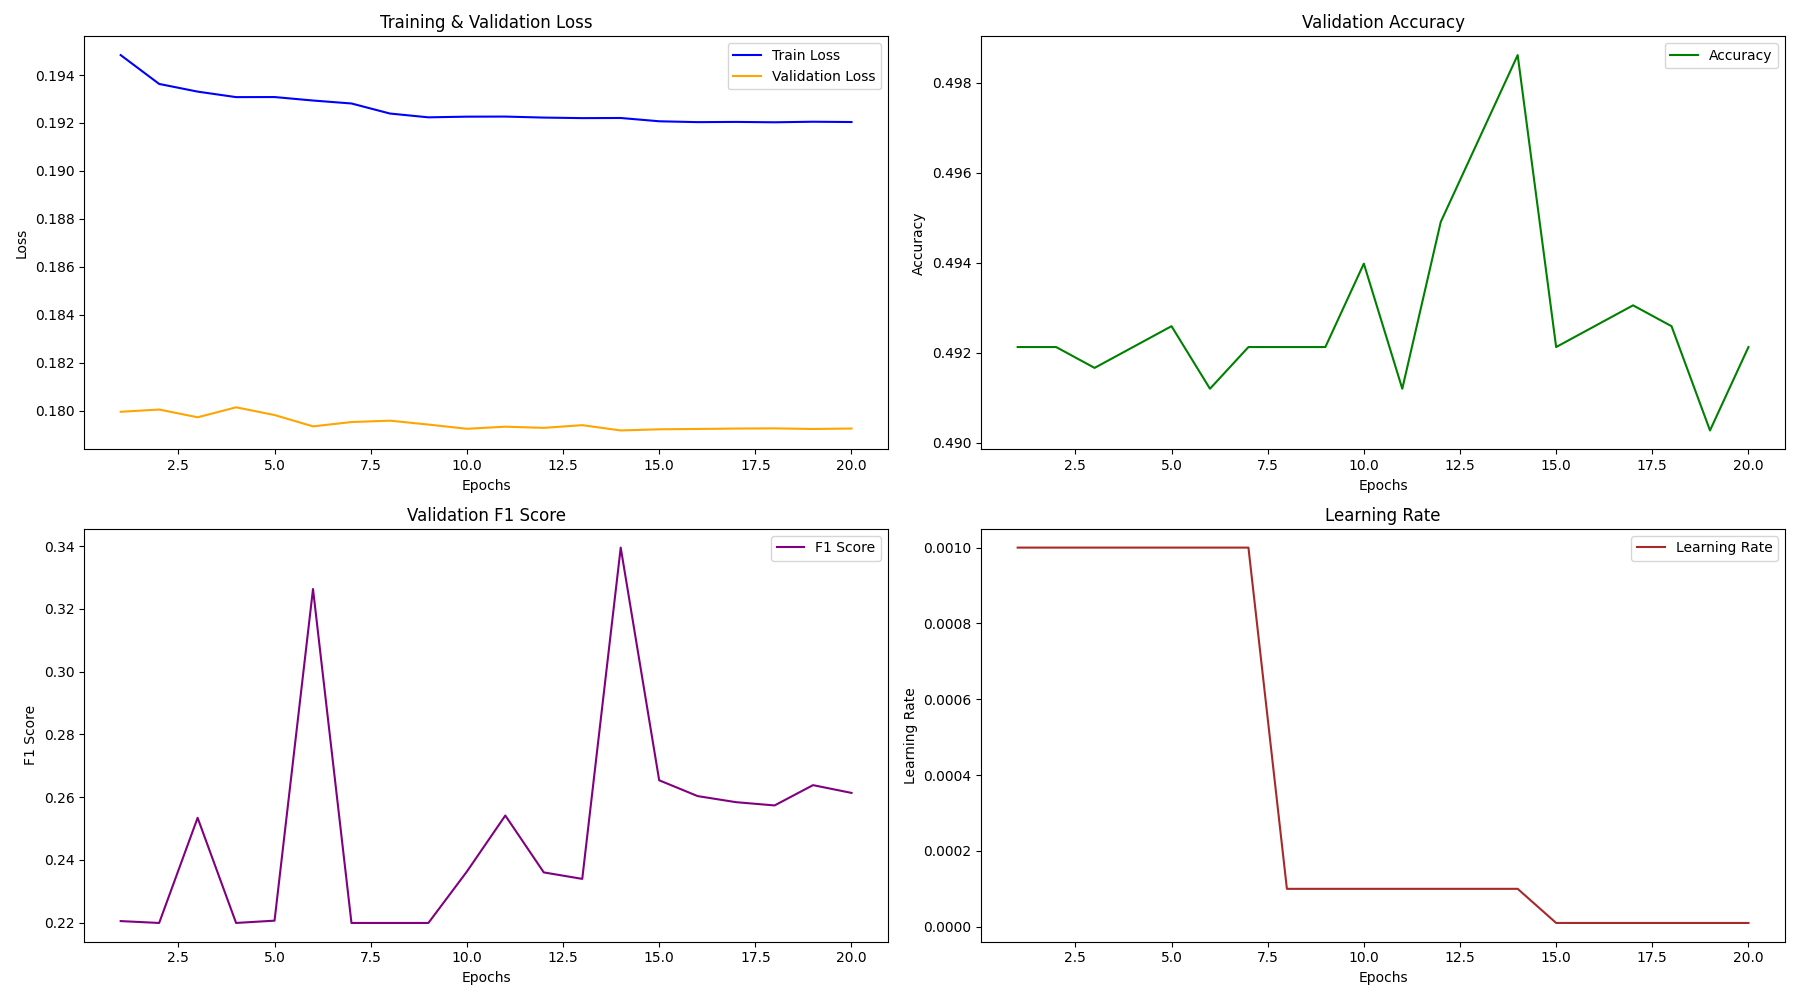 Training & Validation Loss
Train Loss
Validation Loss
0.194
0.192
0.190
0.188
0.186
0.184
0.182
0.180
Loss
2.5 5.0 7.5 10.0 12.5 15.0 17.5 20.0
Epochs
Validation Accuracy
Accuracy
0.498
0.496
0.494
0.492
0.490
Accuracy
2.5 5.0 7.5 10.0 12.5 15.0 17.5 20.0
Epochs
Validation F1 Score
F1 Score
0.34
0.32
0.30
0.28
0.26
0.24
0.22
F1 Score
2.5 5.0 7.5 10.0 12.5 15.0 17.5 20.0
Epochs
Learning Rate
Learning Rate
0.0010
0.0008
0.0006
0.0004
0.0002
0.0000
Learning Rate
2.5 5.0 7.5 10.0 12.5 15.0 17.5 20.0
Epochs